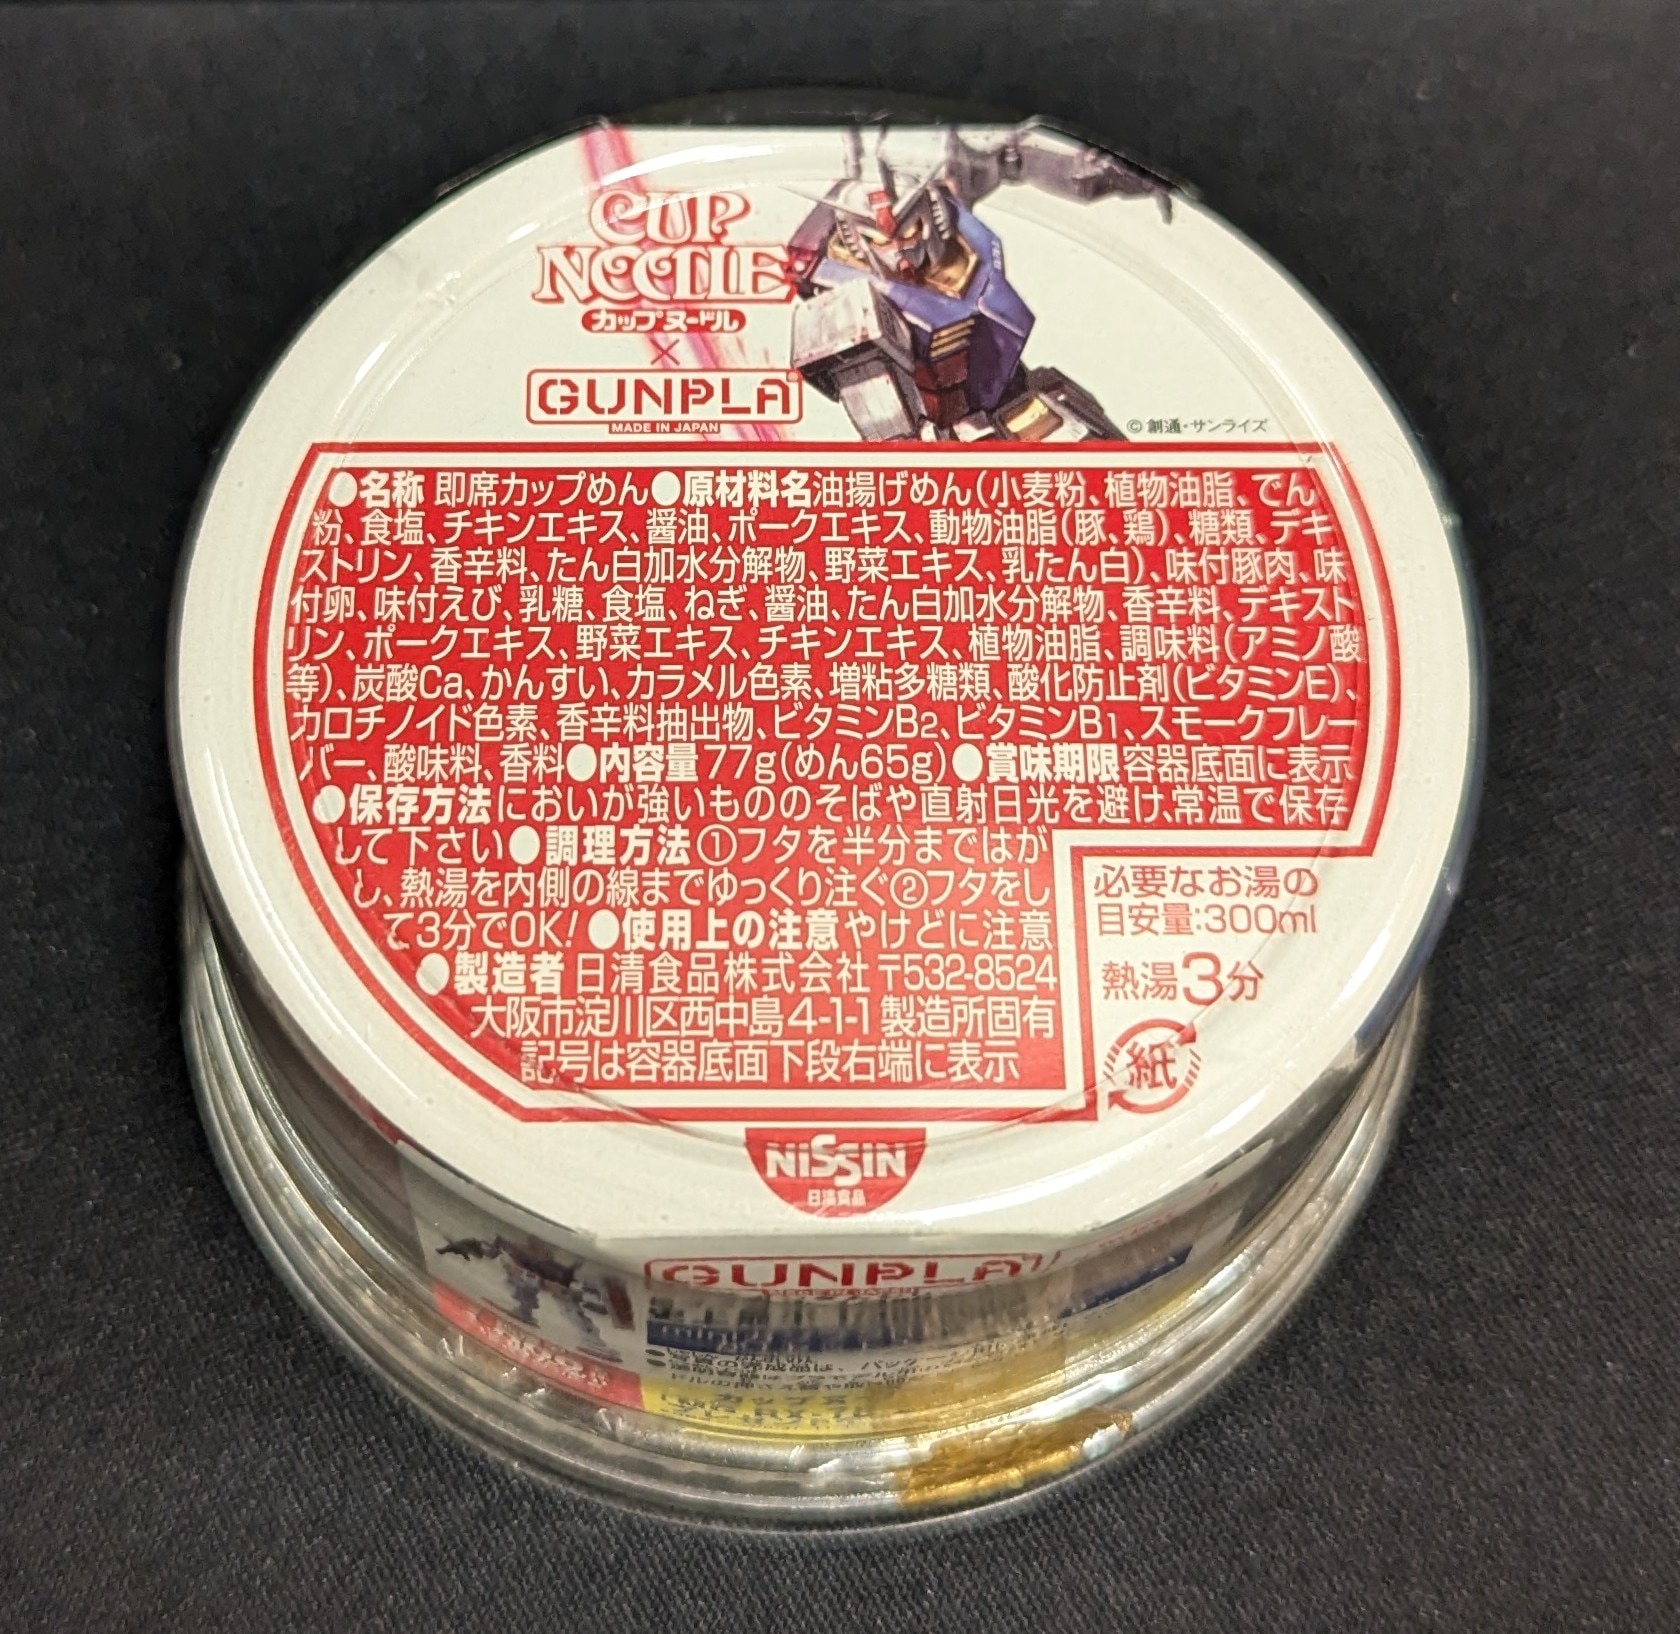 CUP
NOODLE
カップヌードル
×
GUNPLA
MADE IN JAPAN
© 創通・サンライズ
●名称 即席カップめん●原材料名油揚げめん(小麦粉、植物油脂、でん
粉、食塩、チキンエキス、醤油、ポークエキス、動物油脂(豚、鶏)、糖類、デキ
ストリン、香辛料、たん白加水分解物、野菜エキス、乳たん白)、味付豚肉、味
付卵、味付えび、乳糖、食塩、ねぎ、醤油、たん白加水分解物、香辛料、デキスト
リン、ポークエキス、野菜エキス、チキンエキス、植物油脂、調味料(アミノ酸
等)、炭酸Ca、かんすい、カラメル色素、増粘多糖類、酸化防止剤(ビタミンE)、
カロチノイド色素、香辛料抽出物、ビタミンB2、ビタミンB1、スモークフレー
バー、酸味料、香料●内容量77g(めん65g)●賞味期限容器底面に表示
●保存方法においが強いもののそばや直射日光を避け、常温で保存
して下さい●調理方法①フタを半分まではが
し、熱湯を内側の線までゆっくり注ぐ②フタをし
て3分でOK!●使用上の注意やけどに注意
●製造者 日清食品株式会社 〒532-8524
大阪市淀川区西中島4-1-1 製造所固有
記号は容器底面下段右端に表示
必要なお湯の
目安量:300ml
熱湯3分
紙
NISSIN
日清食品
GUNPLA